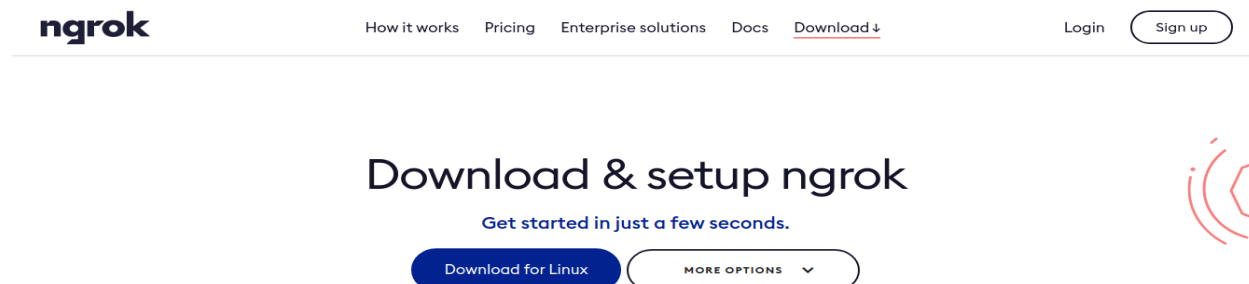 ngrok How it works Pricing Enterprise solutions Docs Download↓ Login Sign up
Download & setup ngrok
Get started in just a few seconds.
Download for Linux MORE OPTIONS